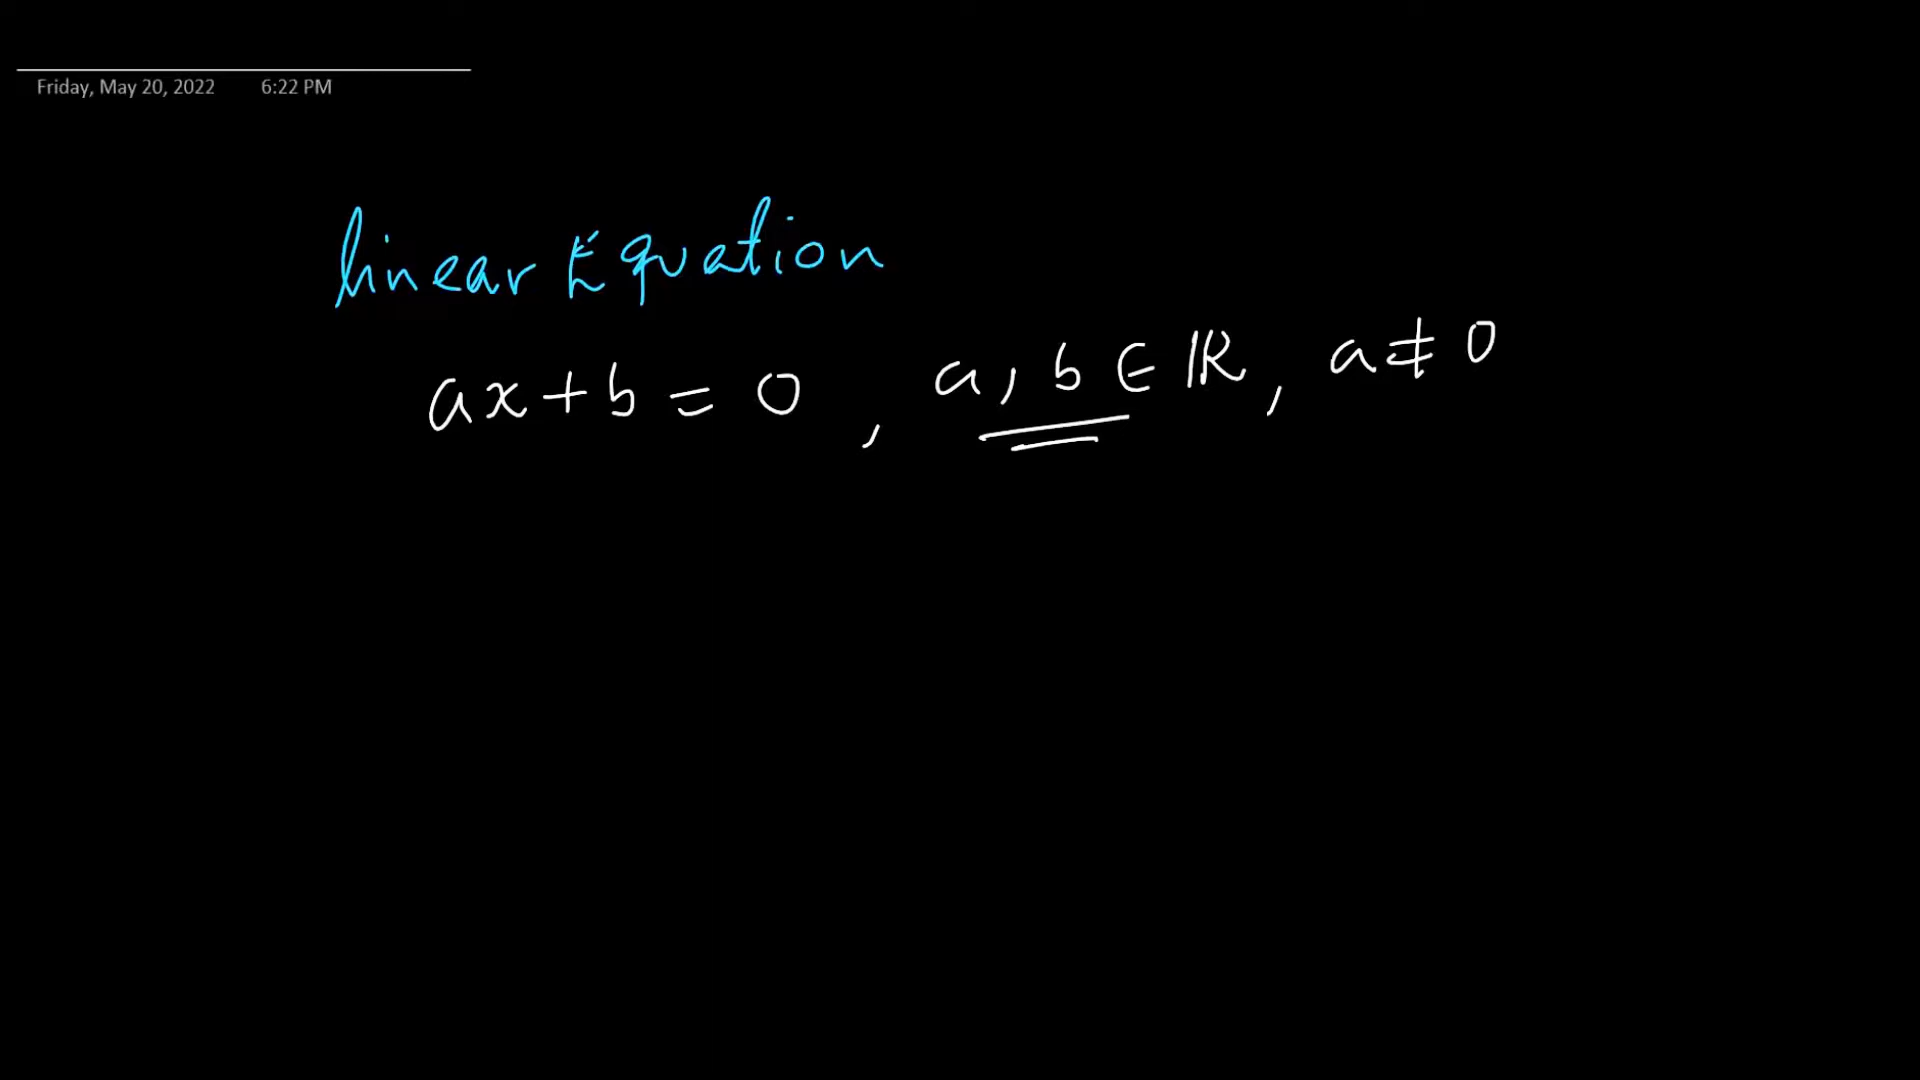 Friday, May 20, 2022 6:22 PM
linear Equation
ax + b = 0 , a, b ∈ ℝ, a ≠ 0